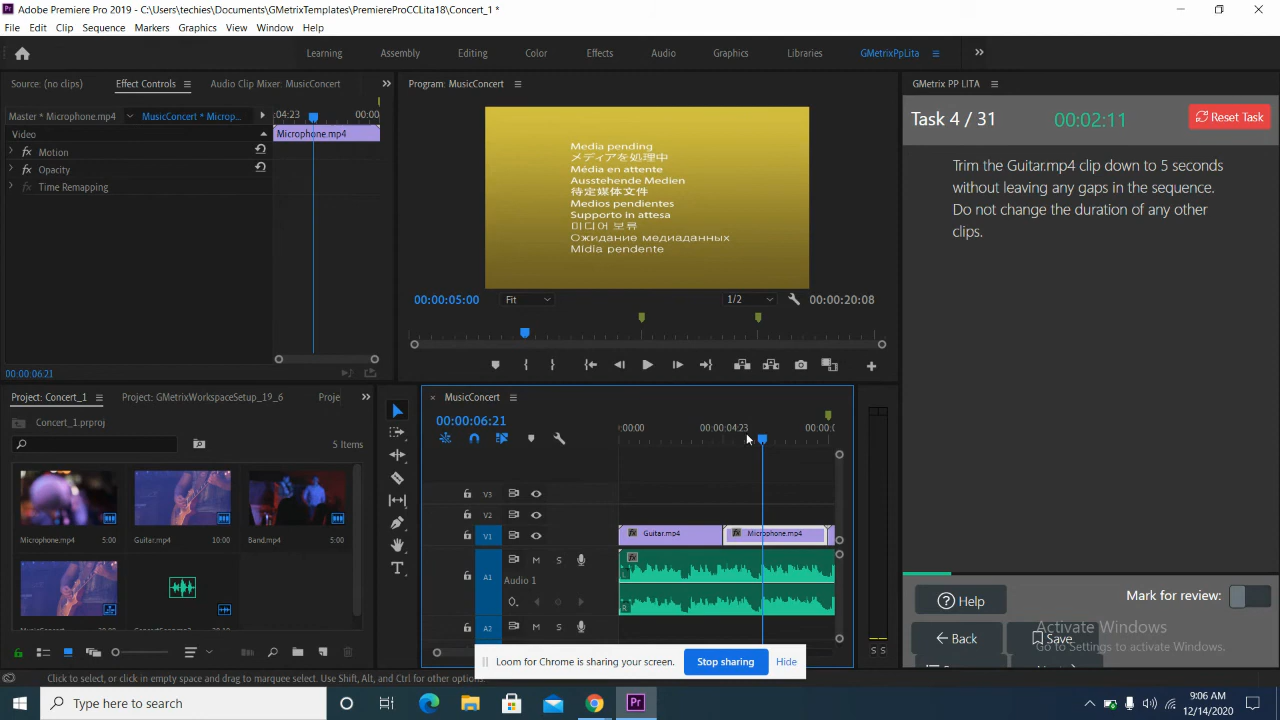 Adobe Premiere Pro 2019 - C:\Users\techies\Documents\GMetrixTemplates\PremiereProCCLita18\Concert_1 *
File Edit Clip Sequence Markers Graphics View Window Help
Learning Assembly Editing Color Effects Audio Graphics Libraries GMetrixPpLita
Source: (no clips) Effect Controls Audio Clip Mixer: MusicConcert
Program: MusicConcert
GMetrix PP LITA
Master * Microphone.mp4 MusicConcert * Microp...
:04:23 00:00
Video
Microphone.mp4
fx Motion
fx Opacity
fx Time Remapping
00:00:06:21
Media pending
メディアを処理中
Média en attente
Ausstehende Medien
待定媒体文件
Medios pendientes
Supporto in attesa
미디어 보류
Ожидание медиаданных
Mídia pendente
00:00:05:00 Fit 1/2 00:00:20:08
Task 4 / 31 00:02:11 Reset Task
Trim the Guitar.mp4 clip down to 5 seconds
without leaving any gaps in the sequence.
Do not change the duration of any other
clips.
Project: Concert_1 Project: GMetrixWorkspaceSetup_19_6 Proje
Concert_1.prproj
5 Items
Microphone.mp4 5:00 Guitar.mp4 10:00 Band.mp4 5:00
MusicConcert
× MusicConcert
00:00:06:21
:00:00 00:00:04:23 00:00:0
V3
V2
V1
fx Guitar.mp4 fx Microphone.mp4
A1 M S
Audio 1
fx
L
R
A2 M S
S S
Help Mark for review:
Back Save
Activate Windows
Go to Settings to activate Windows.
Loom for Chrome is sharing your screen. Stop sharing Hide
Click to select, or click in empty space and drag to marquee select. Use Shift, Alt, and Ctrl for other options.
Type here to search
Pr
9:06 AM
12/14/2020